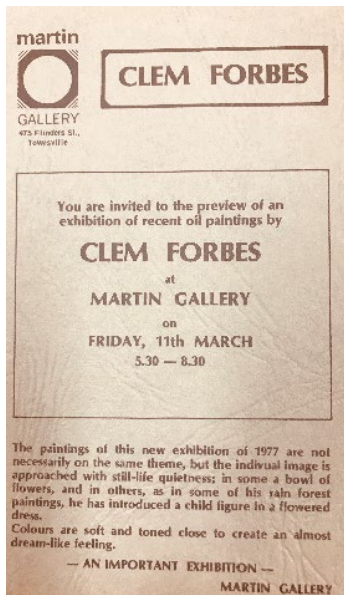 martin
GALLERY
475 Flinders St.,
Townsville
CLEM FORBES
You are invited to the preview of an
exhibition of recent oil paintings by
CLEM FORBES
at
MARTIN GALLERY
on
FRIDAY, 11th MARCH
5.30 — 8.30
The paintings of this new exhibition of 1977 are not
necessarily on the same theme, but the indivual image is
approached with still-life quietness; in some a bowl of
flowers, and in others, as in some of his rain forest
paintings, he has introduced a child figure in a flowered
dress.
Colours are soft and toned close to create an almost
dream-like feeling.
— AN IMPORTANT EXHIBITION —
MARTIN GALLERY